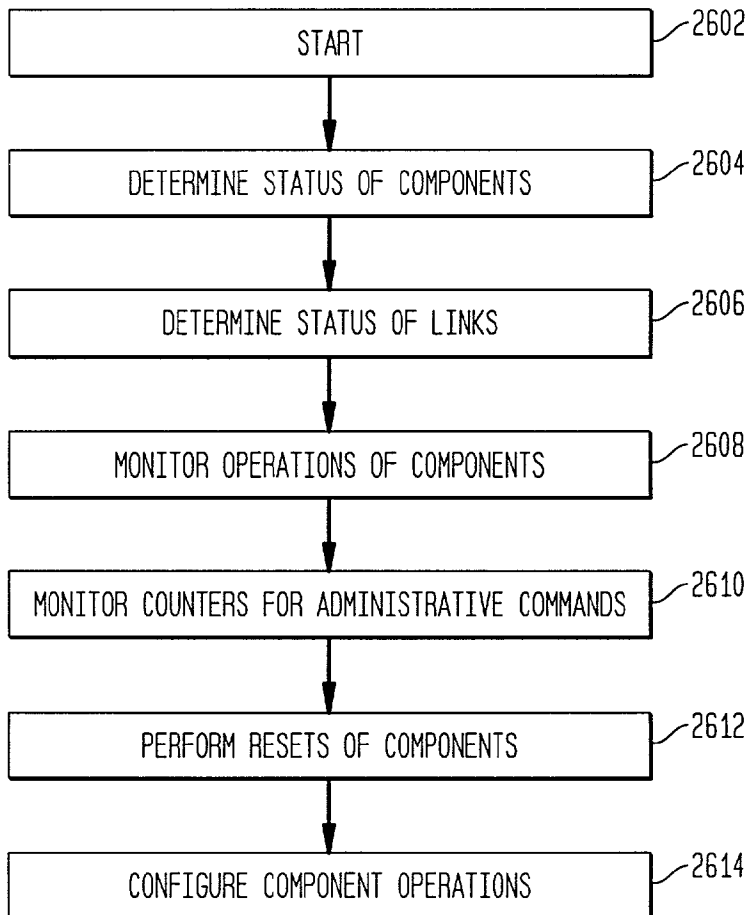 START
2602
DETERMINE STATUS OF COMPONENTS
2604
DETERMINE STATUS OF LINKS
2606
MONITOR OPERATIONS OF COMPONENTS
2608
MONITOR COUNTERS FOR ADMINISTRATIVE COMMANDS
2610
PERFORM RESETS OF COMPONENTS
2612
CONFIGURE COMPONENT OPERATIONS
2614